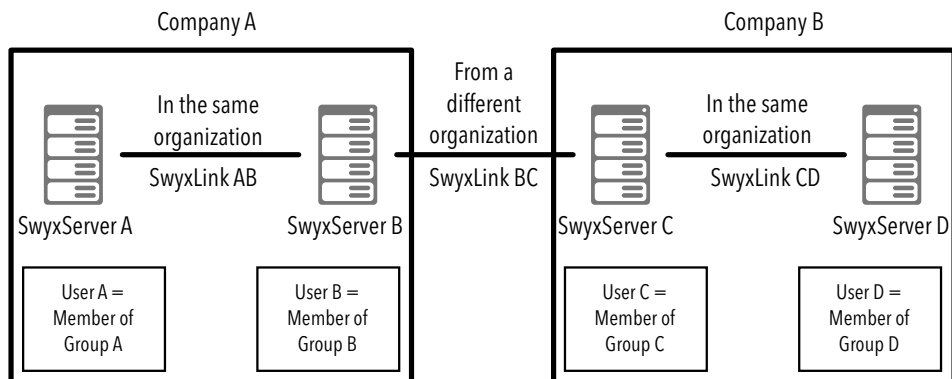 Company A
Company B
In the same
organization
SwyxLink AB
From a
different
organization
SwyxLink BC
In the same
organization
SwyxLink CD
SwyxServer A
SwyxServer B
SwyxServer C
SwyxServer D
User A =
Member of
Group A
User B =
Member of
Group B
User C =
Member of
Group C
User D =
Member of
Group D